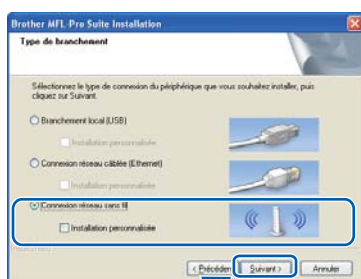 Brother MFL-Pro Suite Installation
Type de branchement
Sélectionnez le type de connexion du périphérique que vous souhaitez installer, puis
cliquez sur Suivant.
Branchement local (USB)
Installation personnalisée
Connexion réseau câblée (Ethernet)
Installation personnalisée
Connexion réseau sans fil
Installation personnalisée
< Précéden
Suivant >
Annuler